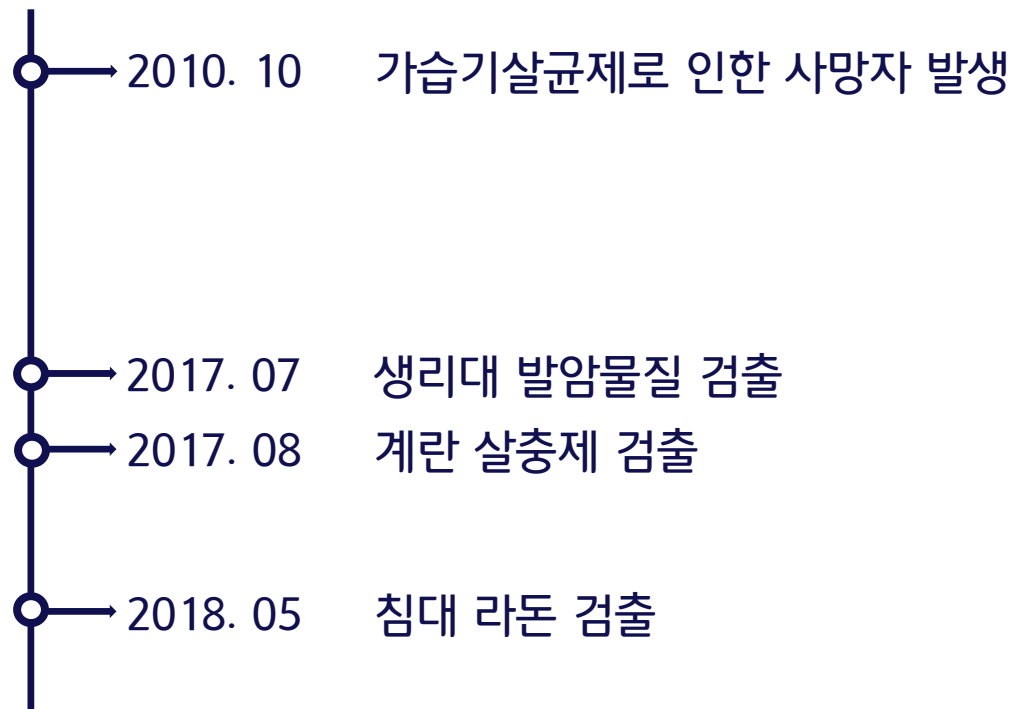 2010. 10 가습기살균제로 인한 사망자 발생
2017. 07 생리대 발암물질 검출
2017. 08 계란 살충제 검출
2018. 05 침대 라돈 검출